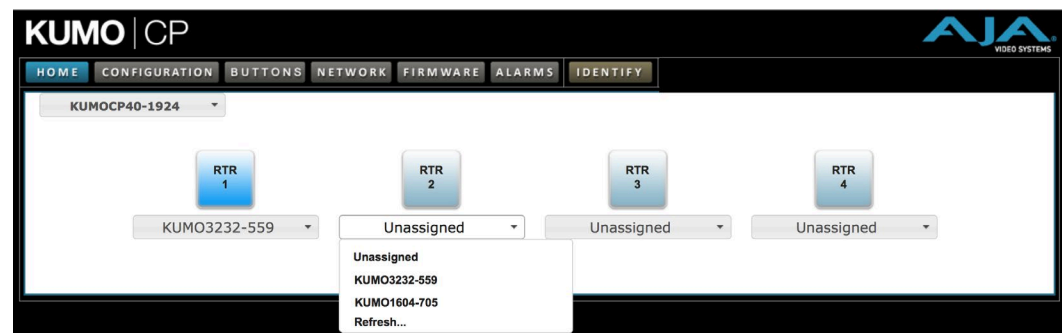 KUMO | CP
AJA
VIDEO SYSTEMS
HOME CONFIGURATION BUTTONS NETWORK FIRMWARE ALARMS IDENTIFY
KUMOCP40-1924
RTR 1
RTR 2
RTR 3
RTR 4
KUMO3232-559 Unassigned Unassigned Unassigned
Unassigned
KUMO3232-559
KUMO1604-705
Refresh...